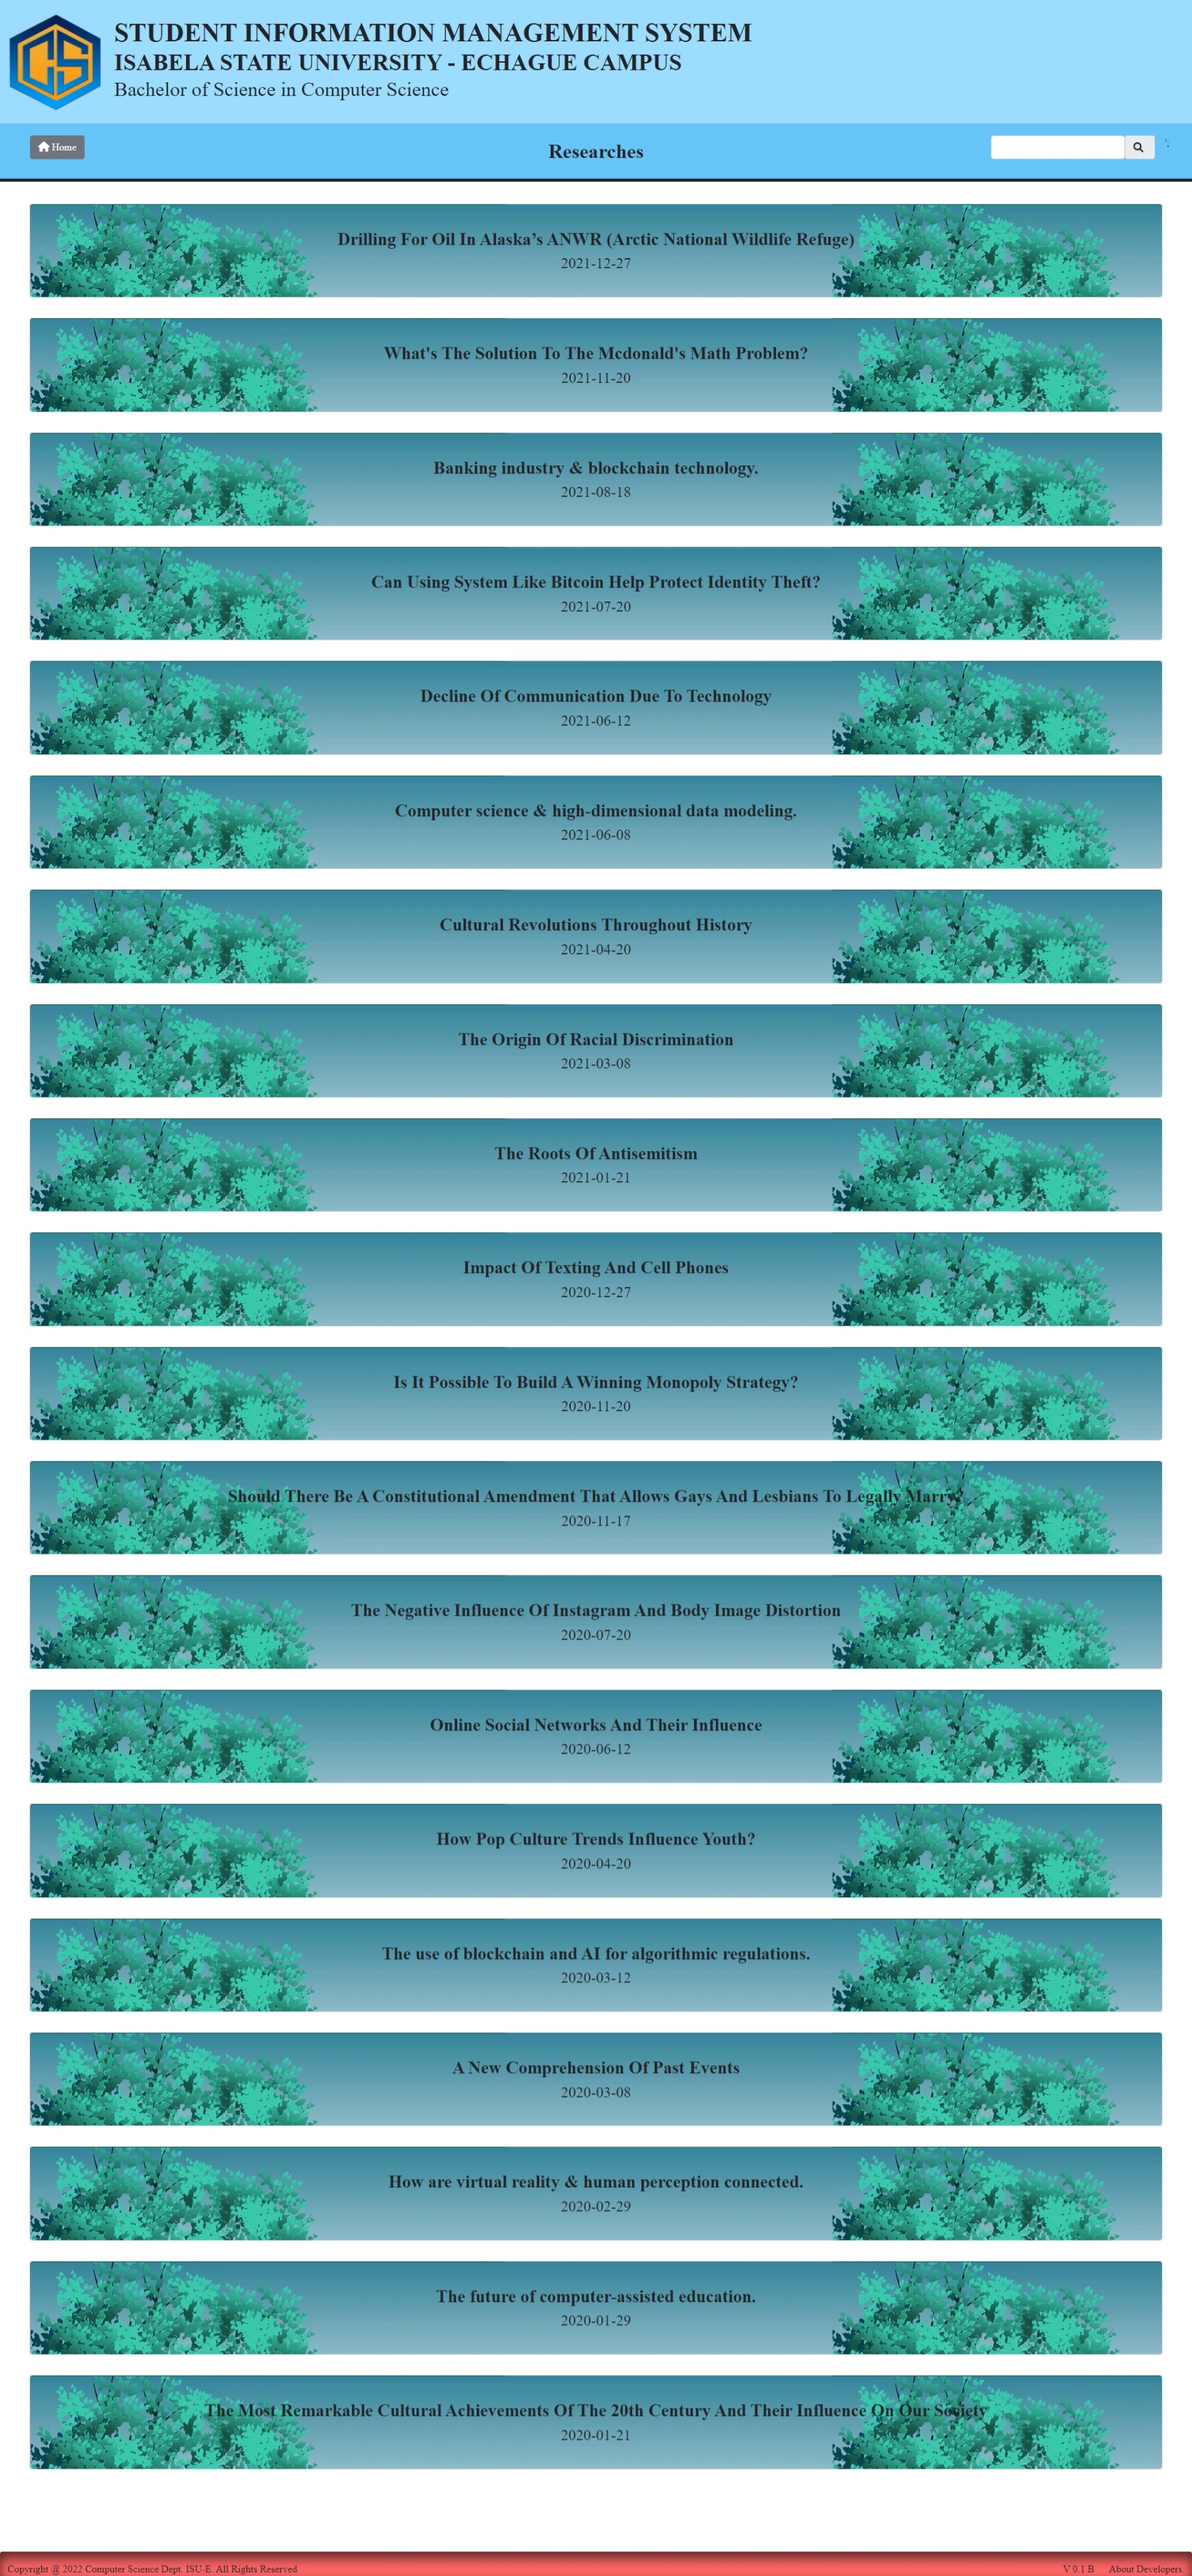 STUDENT INFORMATION MANAGEMENT SYSTEM
ISABELA STATE UNIVERSITY - ECHAGUE CAMPUS
Bachelor of Science in Computer Science
Home
Researches
Drilling For Oil In Alaska’s ANWR (Arctic National Wildlife Refuge)
2021-12-27
What's The Solution To The Mcdonald's Math Problem?
2021-11-20
Banking industry & blockchain technology.
2021-08-18
Can Using System Like Bitcoin Help Protect Identity Theft?
2021-07-20
Decline Of Communication Due To Technology
2021-06-12
Computer science & high-dimensional data modeling.
2021-06-08
Cultural Revolutions Throughout History
2021-04-20
The Origin Of Racial Discrimination
2021-03-08
The Roots Of Antisemitism
2021-01-21
Impact Of Texting And Cell Phones
2020-12-27
Is It Possible To Build A Winning Monopoly Strategy?
2020-11-20
Should There Be A Constitutional Amendment That Allows Gays And Lesbians To Legally Marry?
2020-11-17
The Negative Influence Of Instagram And Body Image Distortion
2020-07-20
Online Social Networks And Their Influence
2020-06-12
How Pop Culture Trends Influence Youth?
2020-04-20
The use of blockchain and AI for algorithmic regulations.
2020-03-12
A New Comprehension Of Past Events
2020-03-08
How are virtual reality & human perception connected.
2020-02-29
The future of computer-assisted education.
2020-01-29
The Most Remarkable Cultural Achievements Of The 20th Century And Their Influence On Our Society
2020-01-21
Copyright @ 2022 Computer Science Dept. ISU-E. All Rights Reserved
V 0.1 B About Developers.